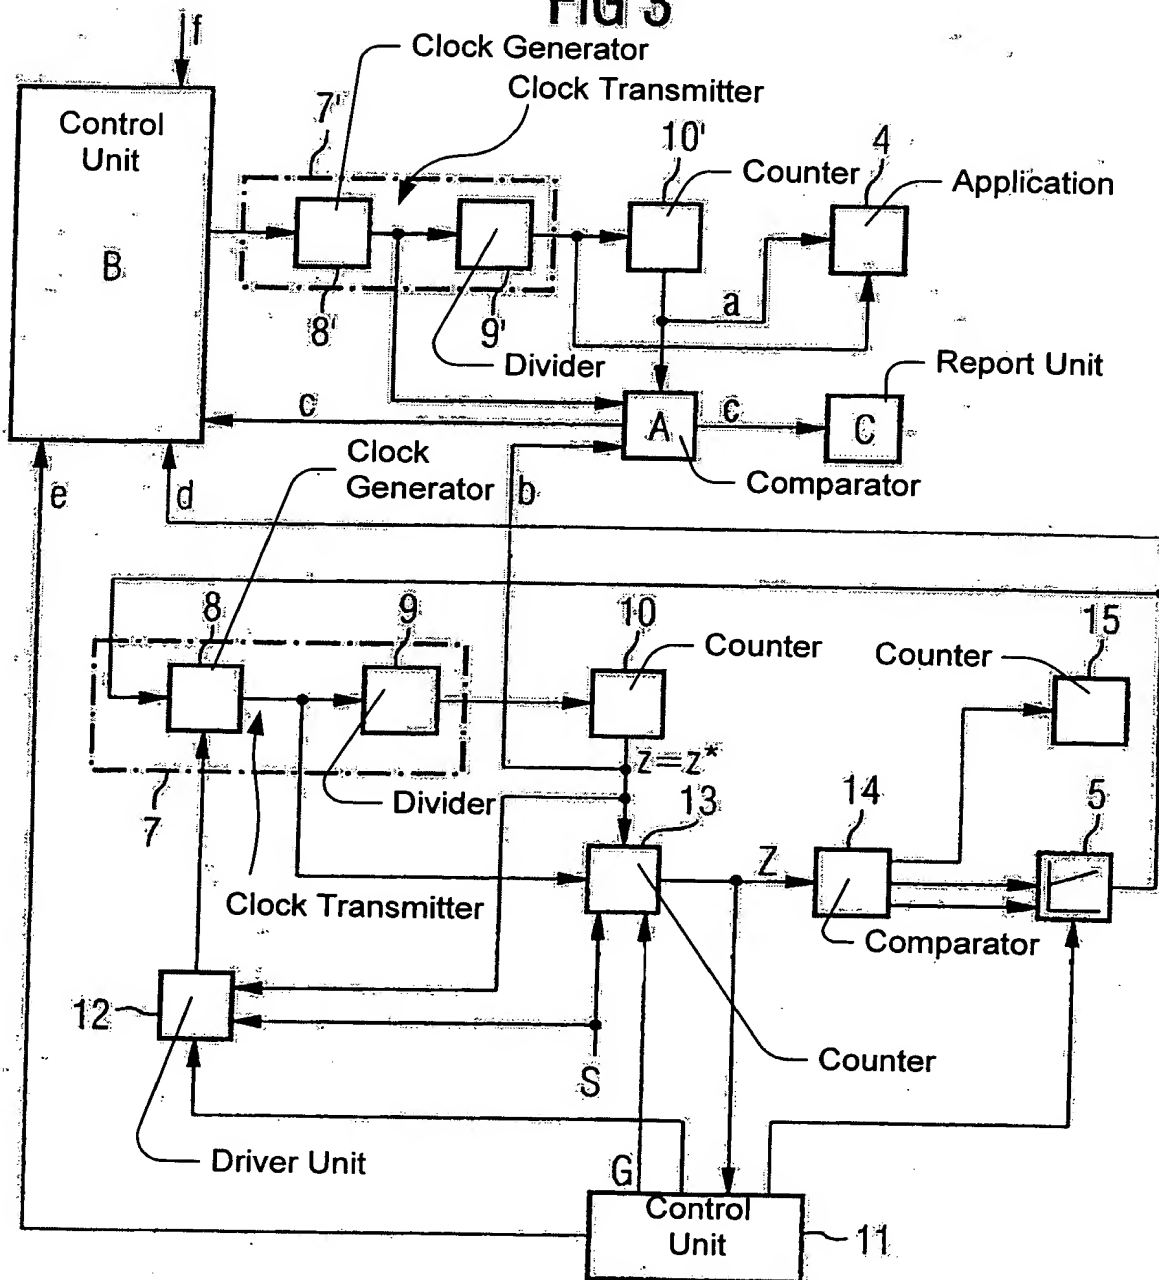 FIG 3
f
Clock Generator
Clock Transmitter
Control
Unit
B
7'
10'
4
Counter
Application
8'
9'
Divider
a
Report Unit
c
A
c
C
Comparator
Clock
Generator
e
d
b
8
9
10
15
Counter
Counter
z=z*
7
Divider
13
14
5
Z
Clock Transmitter
Comparator
12
S
Counter
Driver Unit
G
Control
Unit
11